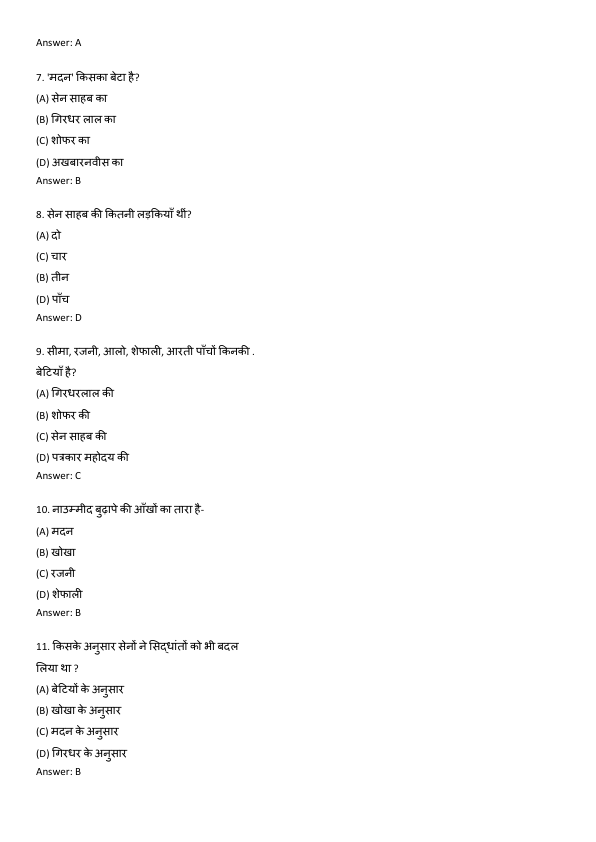 Answer: A
7. 'मदन' किसका बेटा है?
(A) सेन साहब का
(B) गिरधर लाल का
(C) शोफर का
(D) अखबारनवीस का
Answer: B
8. सेन साहब की कितनी लड़कियाँ थीं?
(A) दो
(C) चार
(B) तीन
(D) पाँच
Answer: D
9. सीमा, रजनी, आलो, शेफाली, आरती पाँचों किनकी .
बेटियाँ है?
(A) गिरधरलाल की
(B) शोफर की
(C) सेन साहब की
(D) पत्रकार महोदय की
Answer: C
10. नाउम्मीद बुढ़ापे की आँखों का तारा है-
(A) मदन
(B) खोखा
(C) रजनी
(D) शेफाली
Answer: B
11. किसके अनुसार सेनों ने सिद्धांतों को भी बदल
लिया था ?
(A) बेटियों के अनुसार
(B) खोखा के अनुसार
(C) मदन के अनुसार
(D) गिरधर के अनुसार
Answer: B